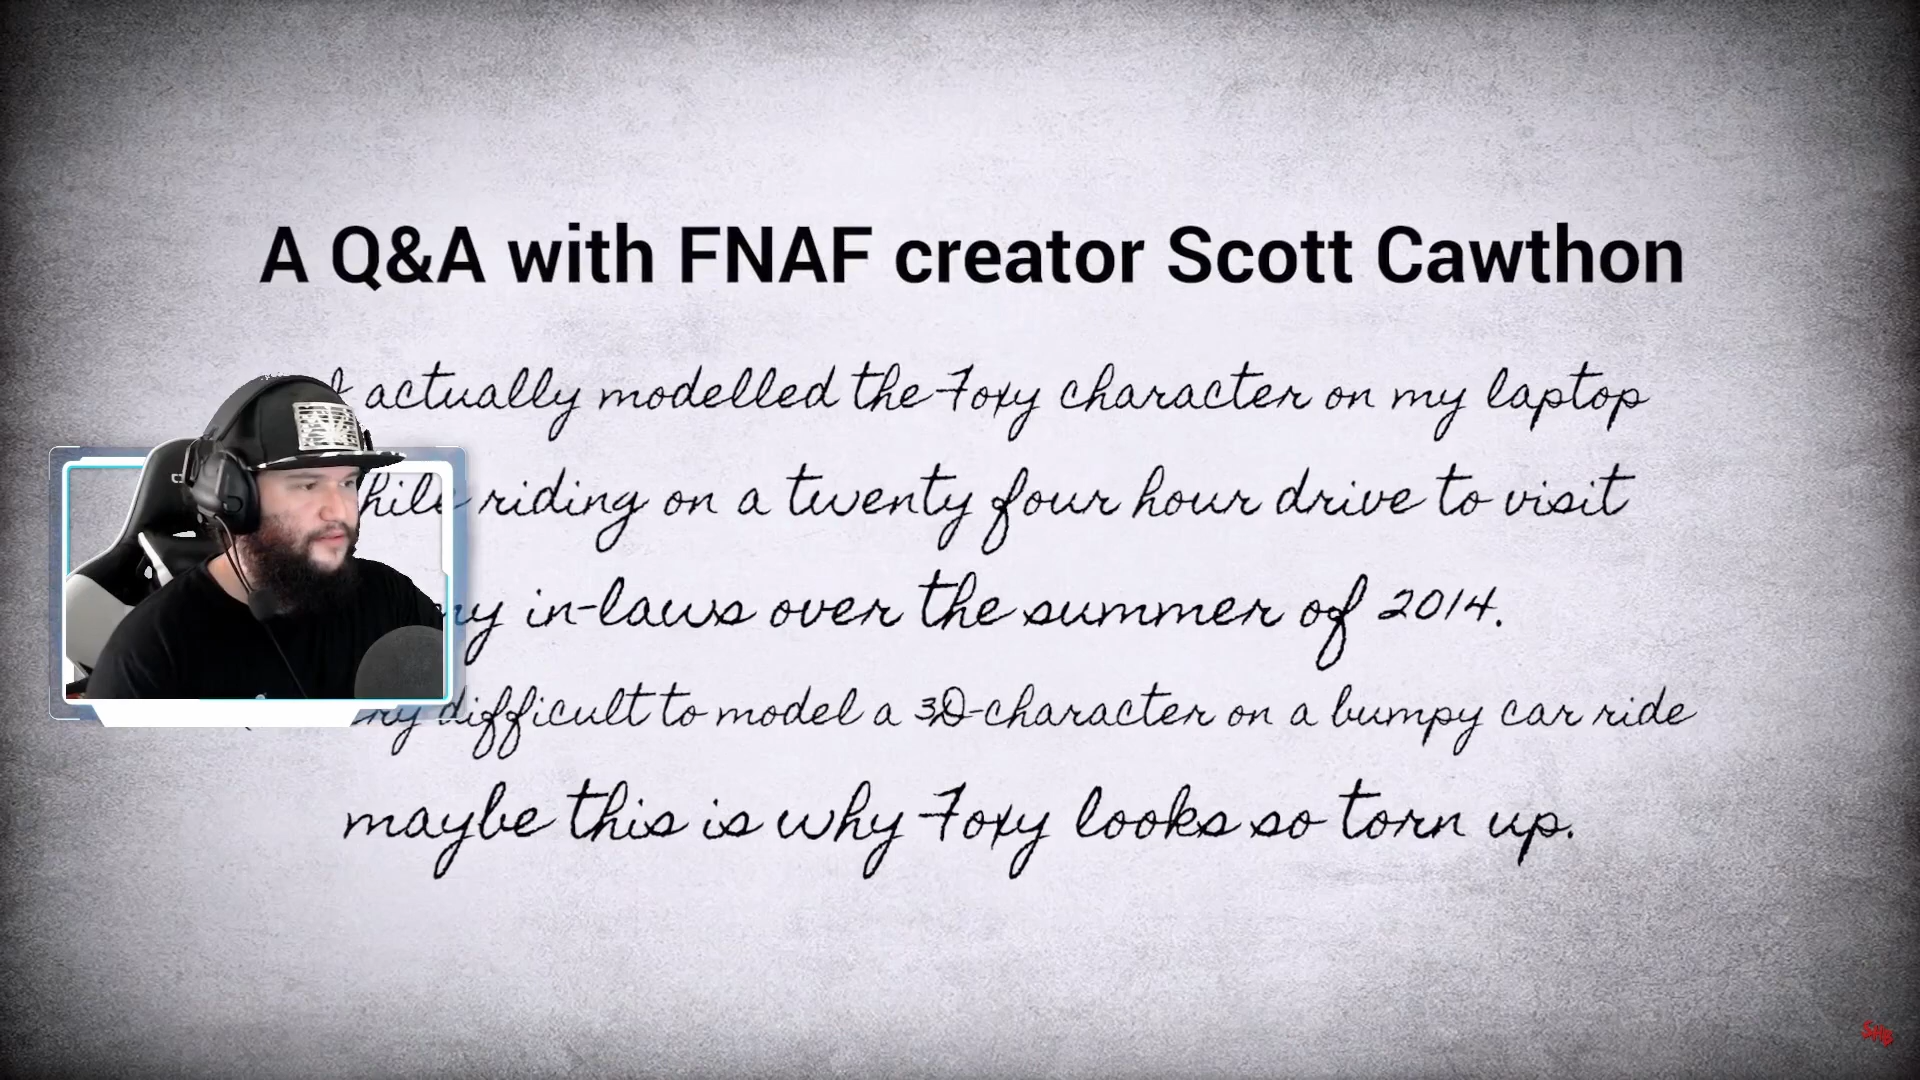 A Q&A with FNAF creator Scott Cawthon
I actually modelled the Foxy character on my laptop
riding on a twenty four hour drive to visit
in-laws over the summer of 2014.
difficult to model a 3D-character on a bumpy car ride
maybe this is why Foxy looks so torn up.